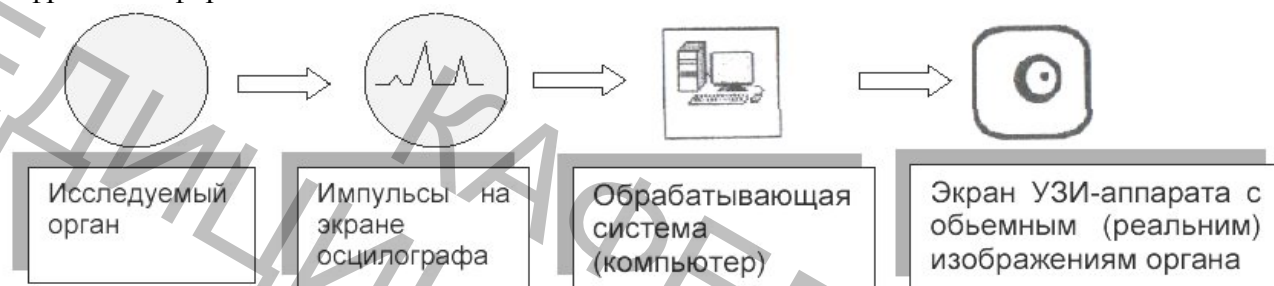 Исследуемый
орган
Импульсы на
экране
осцилографа
Обрабатывающая
система
(компьютер)
Экран УЗИ-аппарата с
обьемным (реальним)
изображениям органа